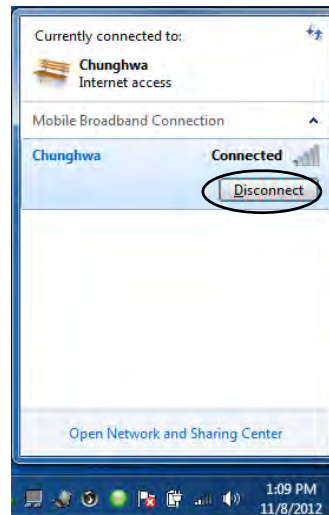 Currently connected to:
Chunghwa
Internet access
Mobile Broadband Connection
Chunghwa Connected
Disconnect
Open Network and Sharing Center
1:09 PM
11/8/2012